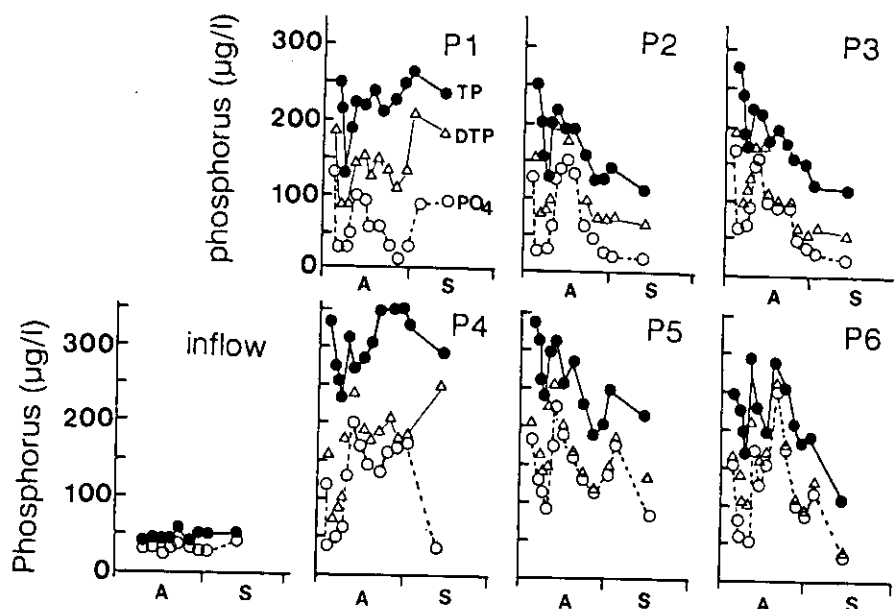 phosphorus (µg/l)
300
200
100
0
P1
TP
DTP
PO4
A S
P2
A S
P3
A S
Phosphorus (µg/l)
300
200
100
0
inflow
A S
P4
A S
P5
A S
P6
A S